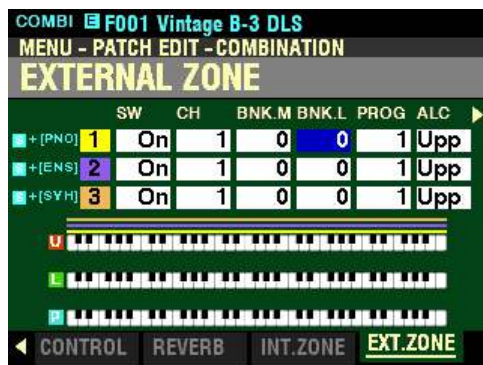 COMBI E F001 Vintage B-3 DLS
MENU - PATCH EDIT - COMBINATION
EXTERNAL ZONE
SW CH BNK.M BNK.L PROG ALC
S +[PNO] 1 On 1 0 0 1 Upp
S +[ENS] 2 On 1 0 0 1 Upp
S +[SYH] 3 On 1 0 0 1 Upp
U
L
P
CONTROL REVERB INT.ZONE EXT.ZONE